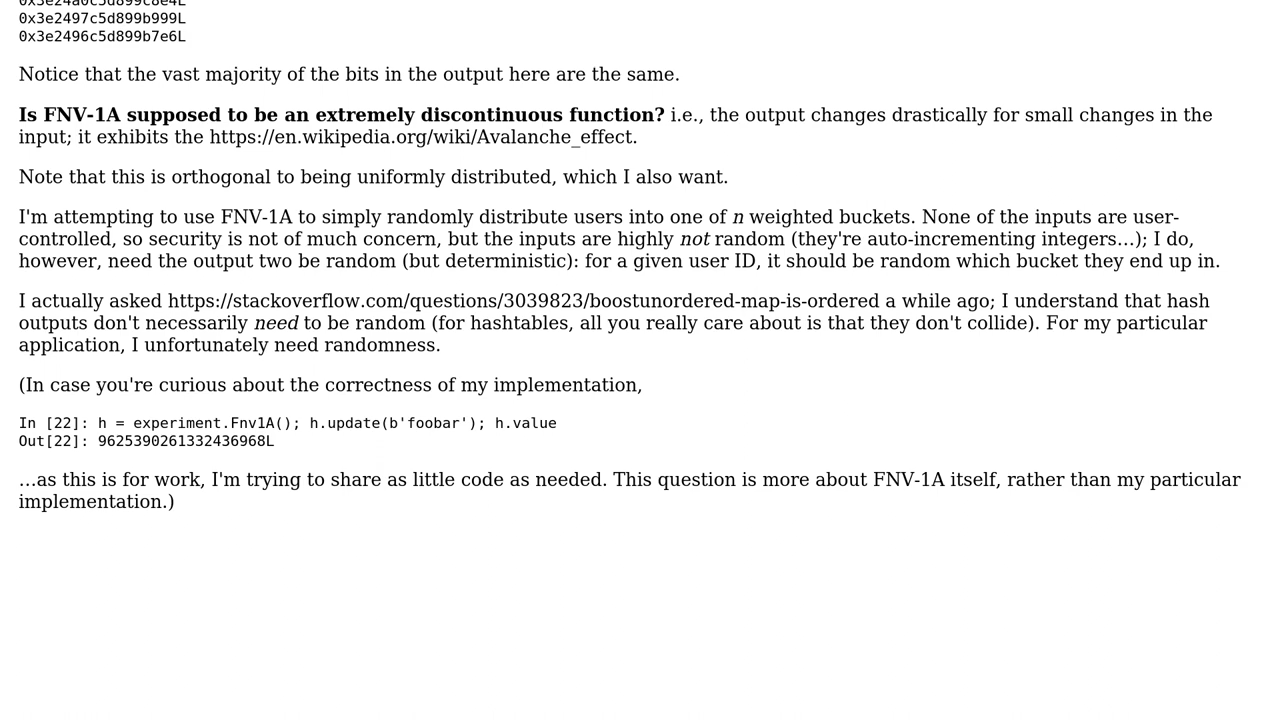 0x3e24a0c5d899c8e4L
0x3e2497c5d899b999L
0x3e2496c5d899b7e6L
Notice that the vast majority of the bits in the output here are the same.
Is FNV-1A supposed to be an extremely discontinuous function? i.e., the output changes drastically for small changes in the
input; it exhibits the https://en.wikipedia.org/wiki/Avalanche_effect.
Note that this is orthogonal to being uniformly distributed, which I also want.
I'm attempting to use FNV-1A to simply randomly distribute users into one of n weighted buckets. None of the inputs are user-
controlled, so security is not of much concern, but the inputs are highly not random (they're auto-incrementing integers…); I do,
however, need the output two be random (but deterministic): for a given user ID, it should be random which bucket they end up in.
I actually asked https://stackoverflow.com/questions/3039823/boostunordered-map-is-ordered a while ago; I understand that hash
outputs don't necessarily need to be random (for hashtables, all you really care about is that they don't collide). For my particular
application, I unfortunately need randomness.
(In case you're curious about the correctness of my implementation,
In [22]: h = experiment.Fnv1A(); h.update(b'foobar'); h.value
Out[22]: 9625390261332436968L
…as this is for work, I'm trying to share as little code as needed. This question is more about FNV-1A itself, rather than my particular
implementation.)